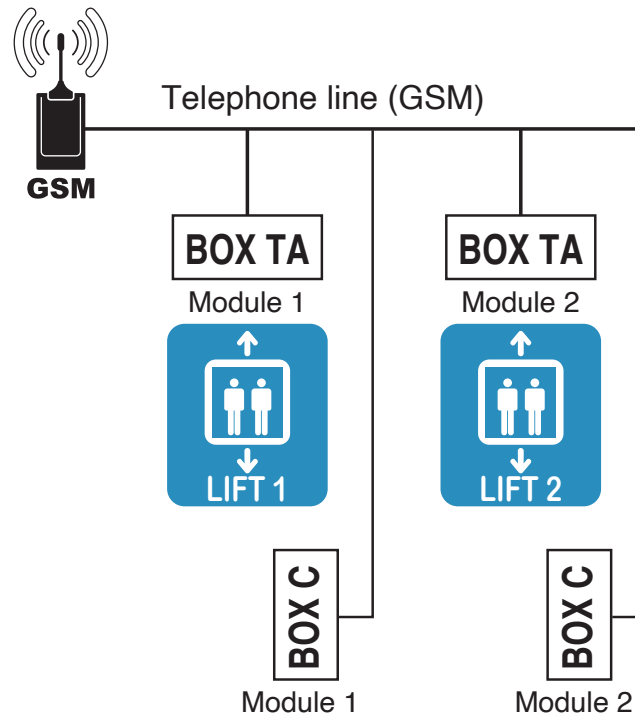 Telephone line (GSM)
GSM
BOX TA
BOX TA
Module 1
Module 2
LIFT 1
LIFT 2
BOX C
BOX C
Module 1
Module 2